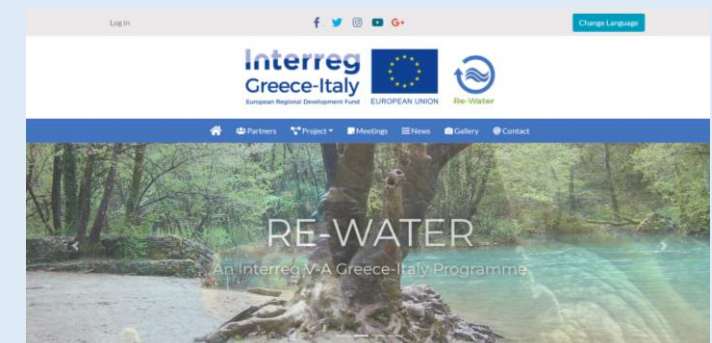 Log in
Change Language
Interreg
Greece-Italy
European Regional Development Fund
EUROPEAN UNION
Re-Water
Partners Project Meetings News Gallery Contact
RE-WATER
An Interreg V-A Greece-Italy Programme